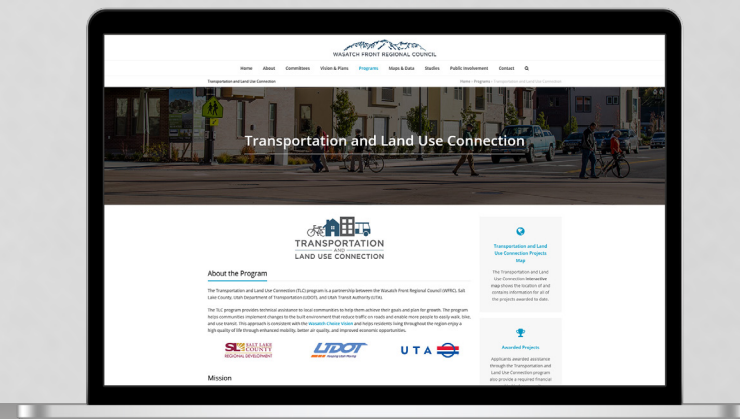 WASATCH FRONT REGIONAL COUNCIL
Home About Committees Vision & Plans Programs Maps & Data Studies Public Involvement Contact
Transportation and Land Use Connection Home › Programs › Transportation and Land Use Connection
Transportation and Land Use Connection
TRANSPORTATION
AND
LAND USE CONNECTION
About the Program
The Transportation and Land Use Connection (TLC) program is a partnership between the Wasatch Front Regional Council (WFRC), Salt
Lake County, Utah Department of Transportation (UDOT), and Utah Transit Authority (UTA).
The TLC program provides technical assistance to local communities to help them achieve their goals and plan for growth. The program
helps communities implement changes to the built environment that reduce traffic on roads and enable more people to easily walk, bike,
and use transit. This approach is consistent with the Wasatch Choice Vision and helps residents living throughout the region enjoy a
high quality of life through enhanced mobility, better air quality, and improved economic opportunities.
SL SALT LAKE
COUNTY
REGIONAL DEVELOPMENT
UDOT
Keeping Utah Moving
UTA
Mission
Transportation and Land
Use Connection Projects
Map
The Transportation and Land
Use Connection interactive
map shows the location of and
contains information for all of
the projects awarded to date.
Awarded Projects
Applicants awarded assistance
through the Transportation and
Land Use Connection program
also provide a required financial